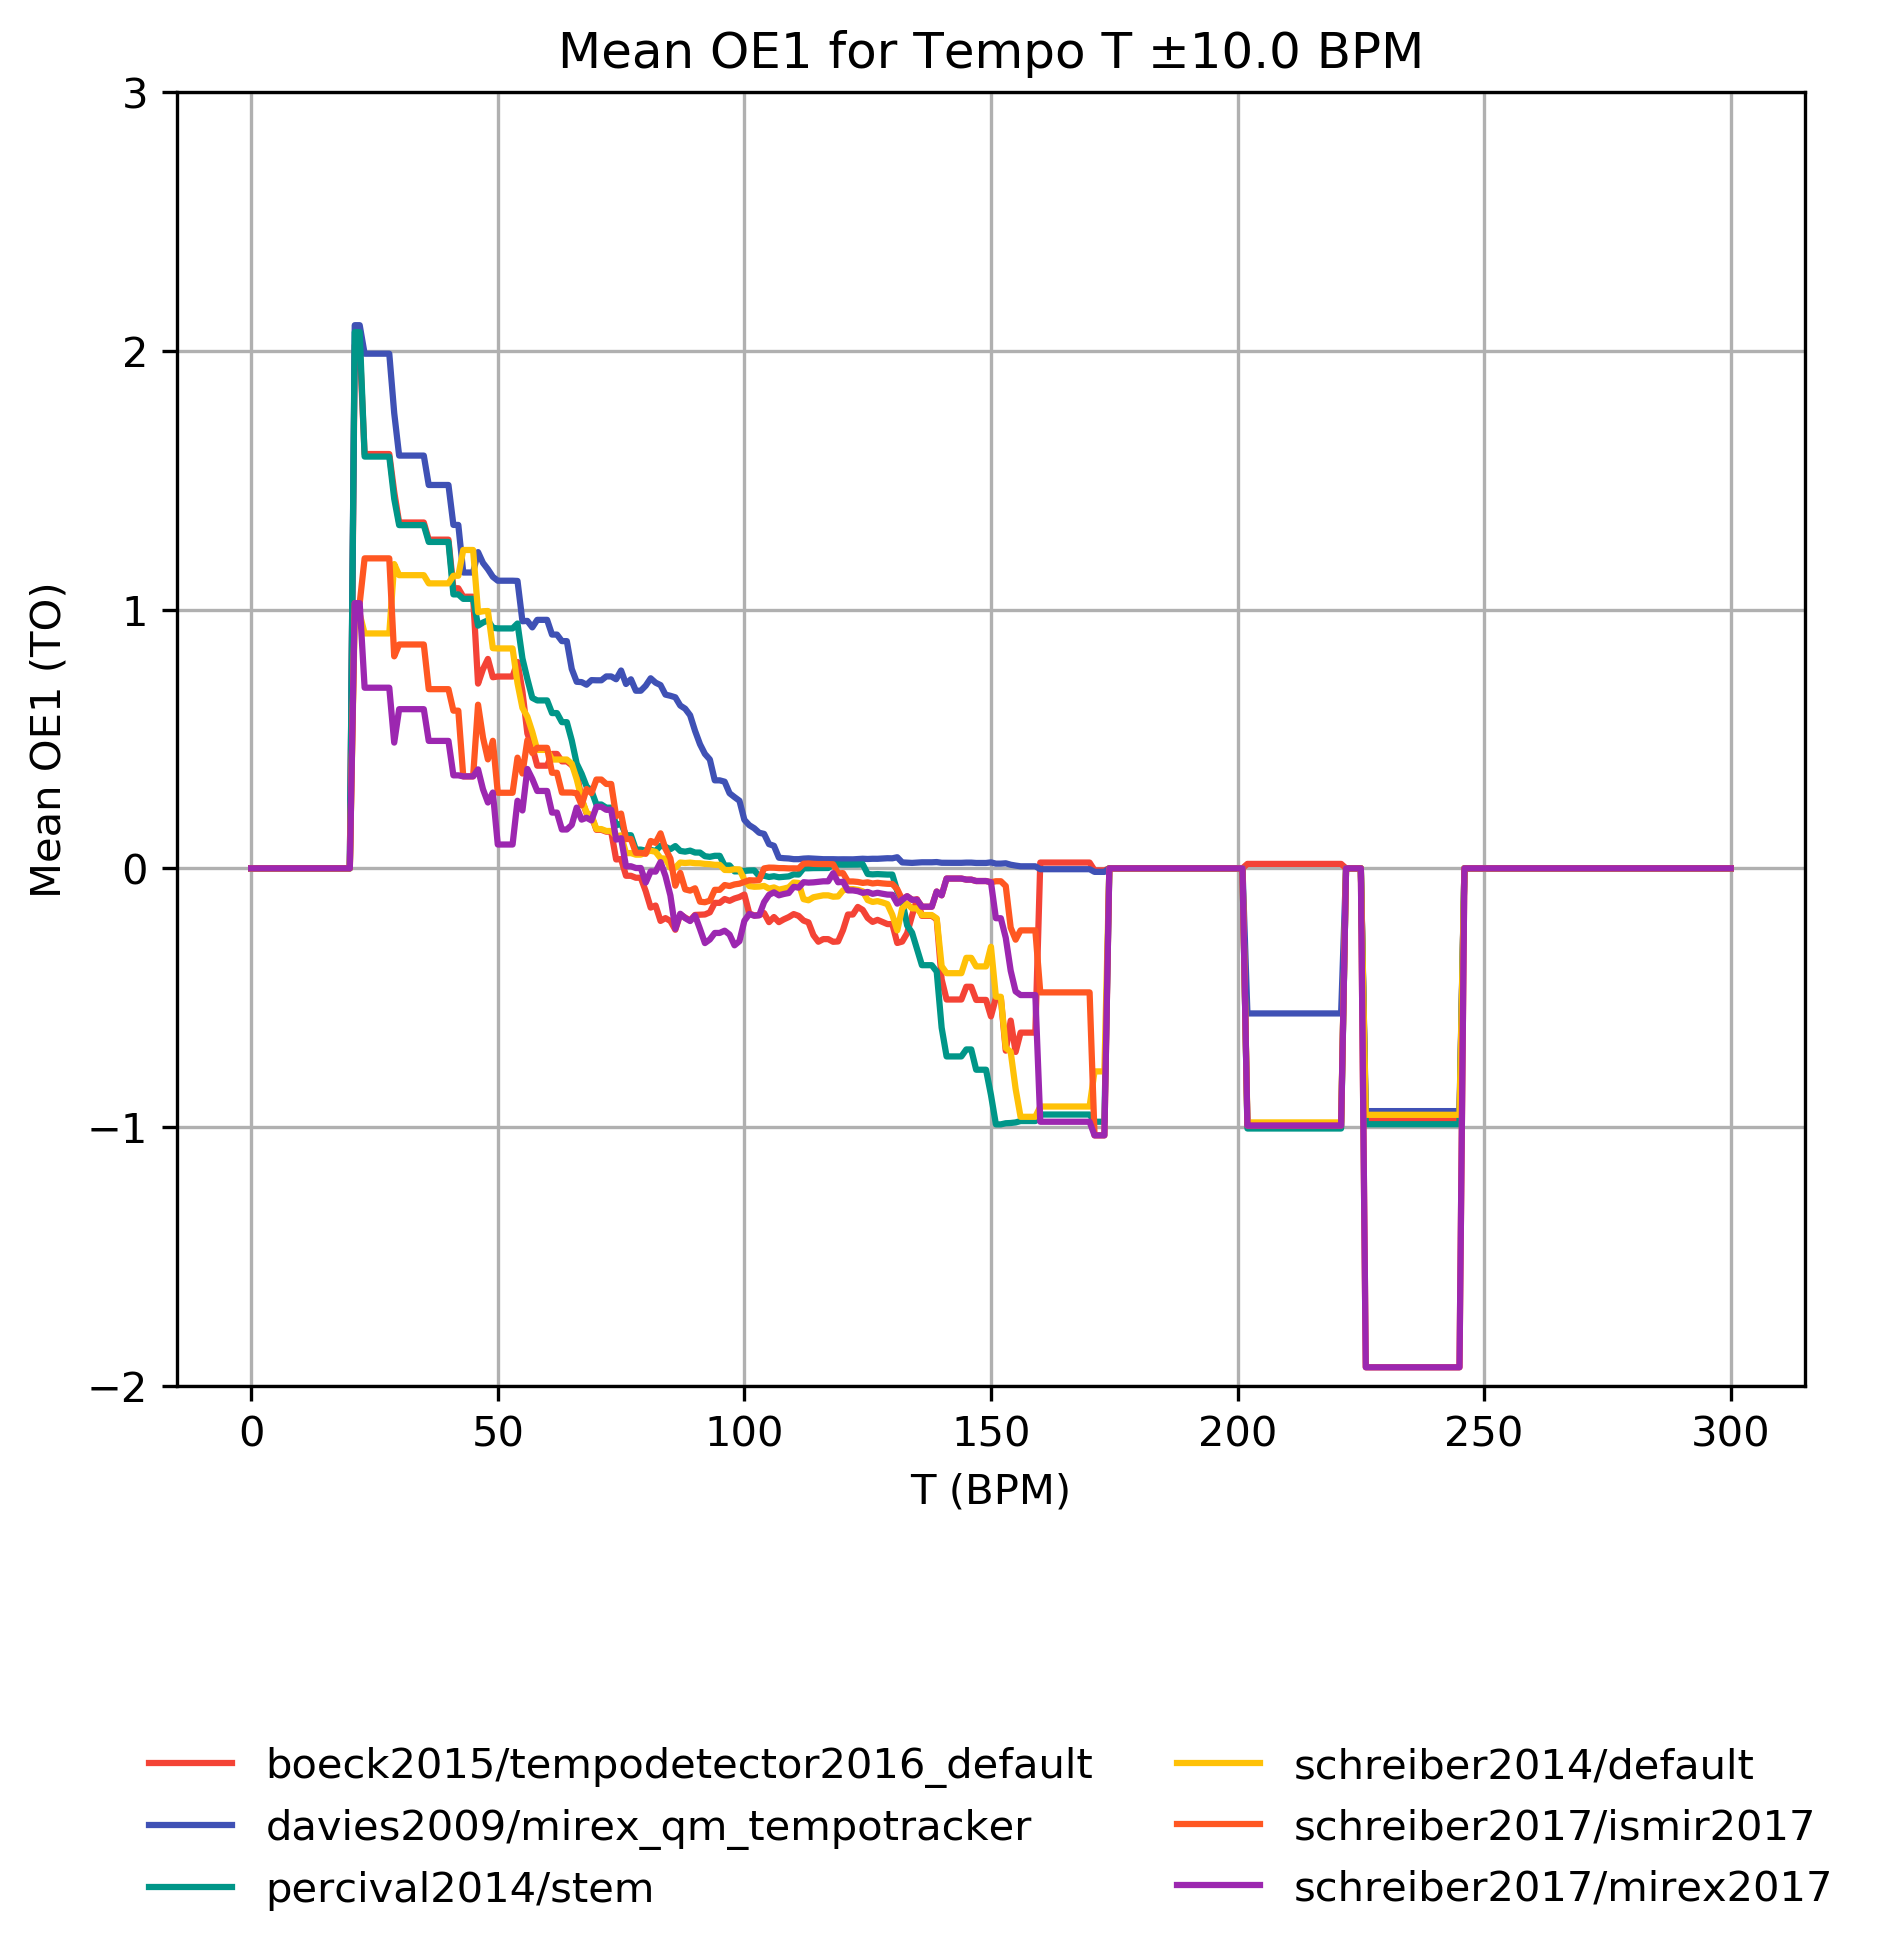 Mean OE1 for Tempo T ±10.0 BPM
3
2
1
0
−1
−2
Mean OE1 (TO)
0 50 100 150 200 250 300
T (BPM)
boeck2015/tempodetector2016_default
davies2009/mirex_qm_tempotracker
percival2014/stem
schreiber2014/default
schreiber2017/ismir2017
schreiber2017/mirex2017